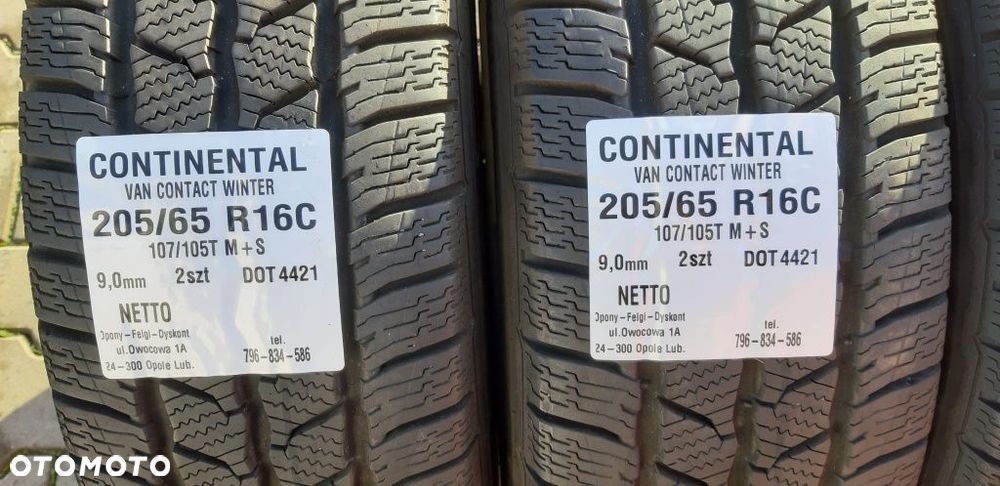 CONTINENTAL
VAN CONTACT WINTER
205/65 R16C
107/105T M+S
9,0mm 2szt DOT 4421
NETTO
Opony-Felgi-Dyskont
ul.Owocowa 1A
24-300 Opole Lub.
tel.
796-834-586
CONTINENTAL
VAN CONTACT WINTER
205/65 R16C
107/105T M+S
9,0mm 2szt DOT 4421
NETTO
Opony-Felgi-Dyskont
ul.Owocowa 1A
24-300 Opole Lub.
tel.
796-834-586
OTOMOTO